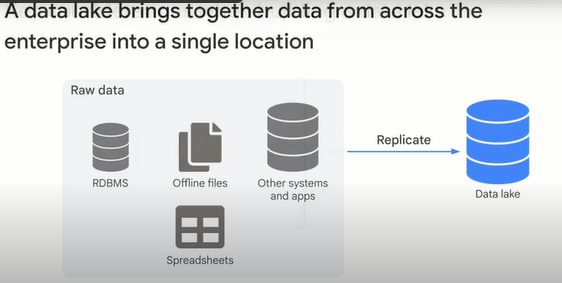 A data lake brings together data from across the
enterprise into a single location
Raw data
RDBMS
Offline files
Other systems
and apps
Spreadsheets
Replicate
Data lake